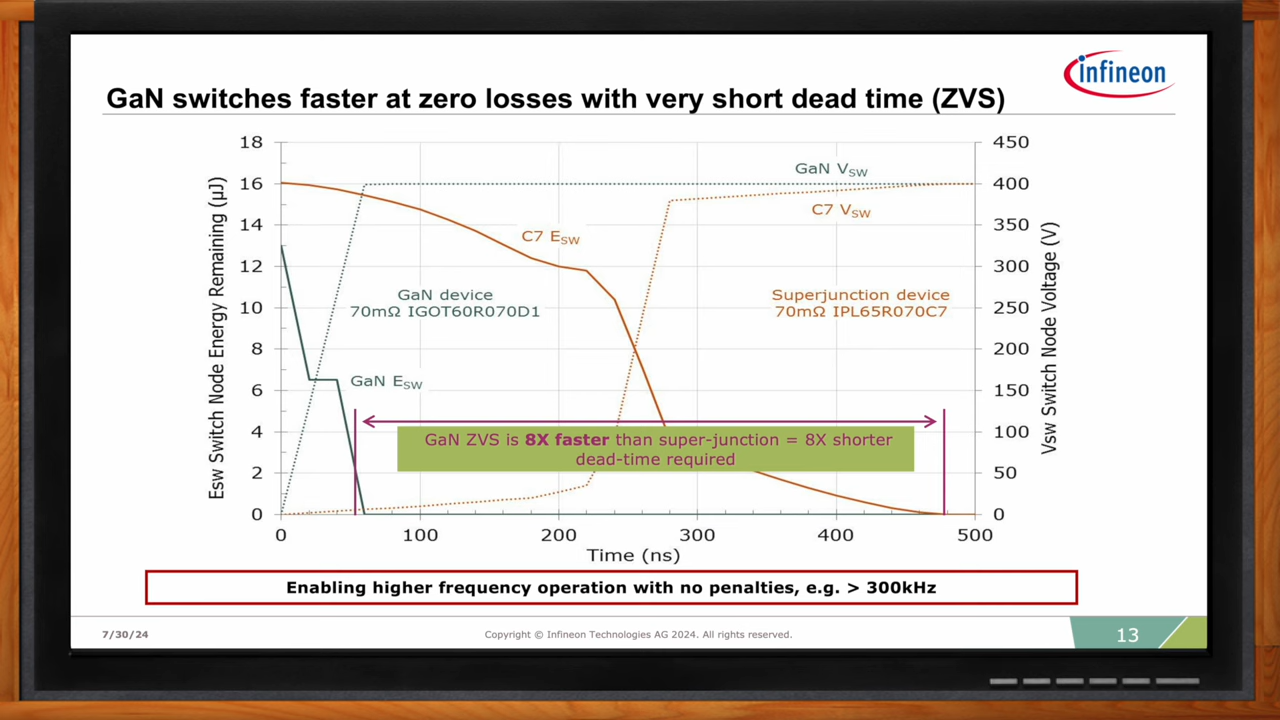 infineon
GaN switches faster at zero losses with very short dead time (ZVS)
18
16
14
12
10
8
6
4
2
0
Esw Switch Node Energy Remaining (µJ)
450
400
350
300
250
200
150
100
50
0
Vsw Switch Node Voltage (V)
GaN VSW
C7 VSW
C7 ESW
GaN device
70mΩ IGOT60R070D1
Superjunction device
70mΩ IPL65R070C7
GaN ESW
GaN ZVS is 8X faster than super-junction = 8X shorter
dead-time required
0 100 200 300 400 500
Time (ns)
Enabling higher frequency operation with no penalties, e.g. > 300kHz
7/30/24
Copyright © Infineon Technologies AG 2024. All rights reserved.
13